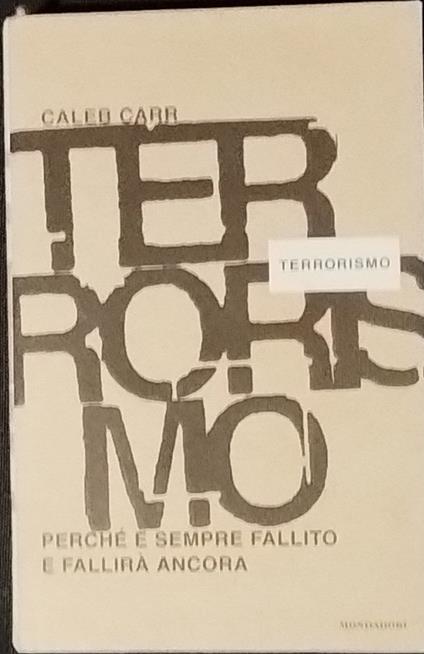 CALEB CARR
TER
TERRORISMO
RORIS
MO
PERCHÉ È SEMPRE FALLITO
E FALLIRÀ ANCORA
MONDADORI